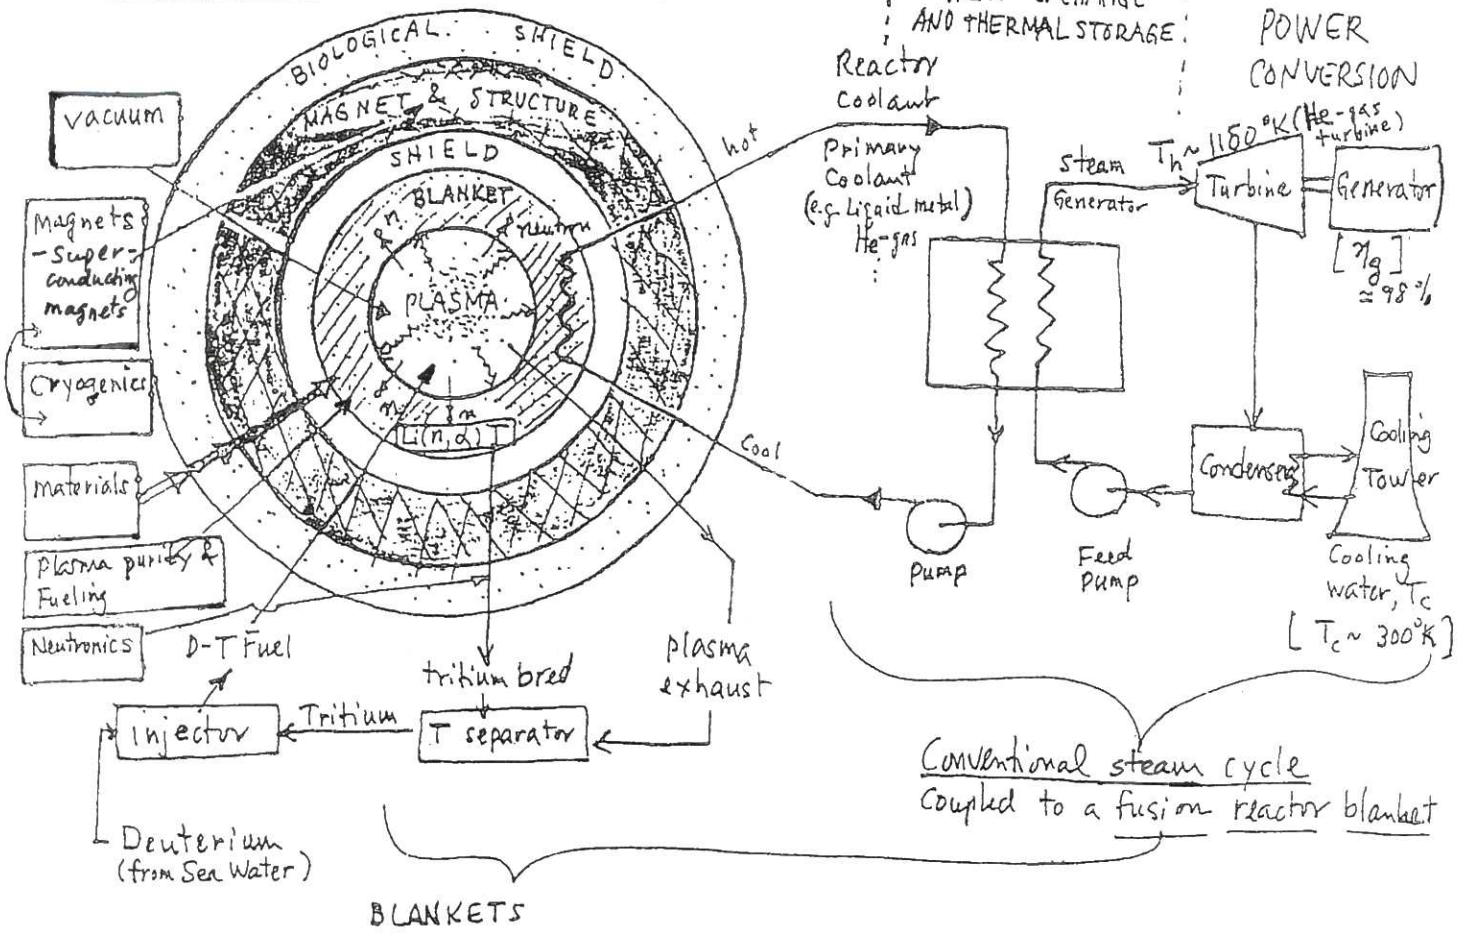 AND THERMAL STORAGE
POWER
CONVERSION
BIOLOGICAL SHIELD
MAGNET & STRUCTURE
SHIELD
BLANKET
n
neutron
PLASMA
n
n
Li(n,α)T
Vacuum
Magnets
- Super-
conducting
magnets
Cryogenics
Materials
Plasma purity &
Fueling
Neutronics
D-T Fuel
injector
Tritium
T separator
tritium bred
plasma
exhaust
Deuterium
(from Sea Water)
BLANKETS
hot
Cool
Reactor
Coolant
Primary
Coolant
(e.g. Liquid metal)
He-gas
Steam
Generator
Th ~ 1150°K (He-gas
turbine)
Turbine
Generator
[ηg]
≃ 98%
Condenser
Cooling
Tower
Cooling
water, Tc
[Tc ~ 300°K]
Pump
Feed
Pump
Conventional steam cycle
Coupled to a fusion reactor blanket